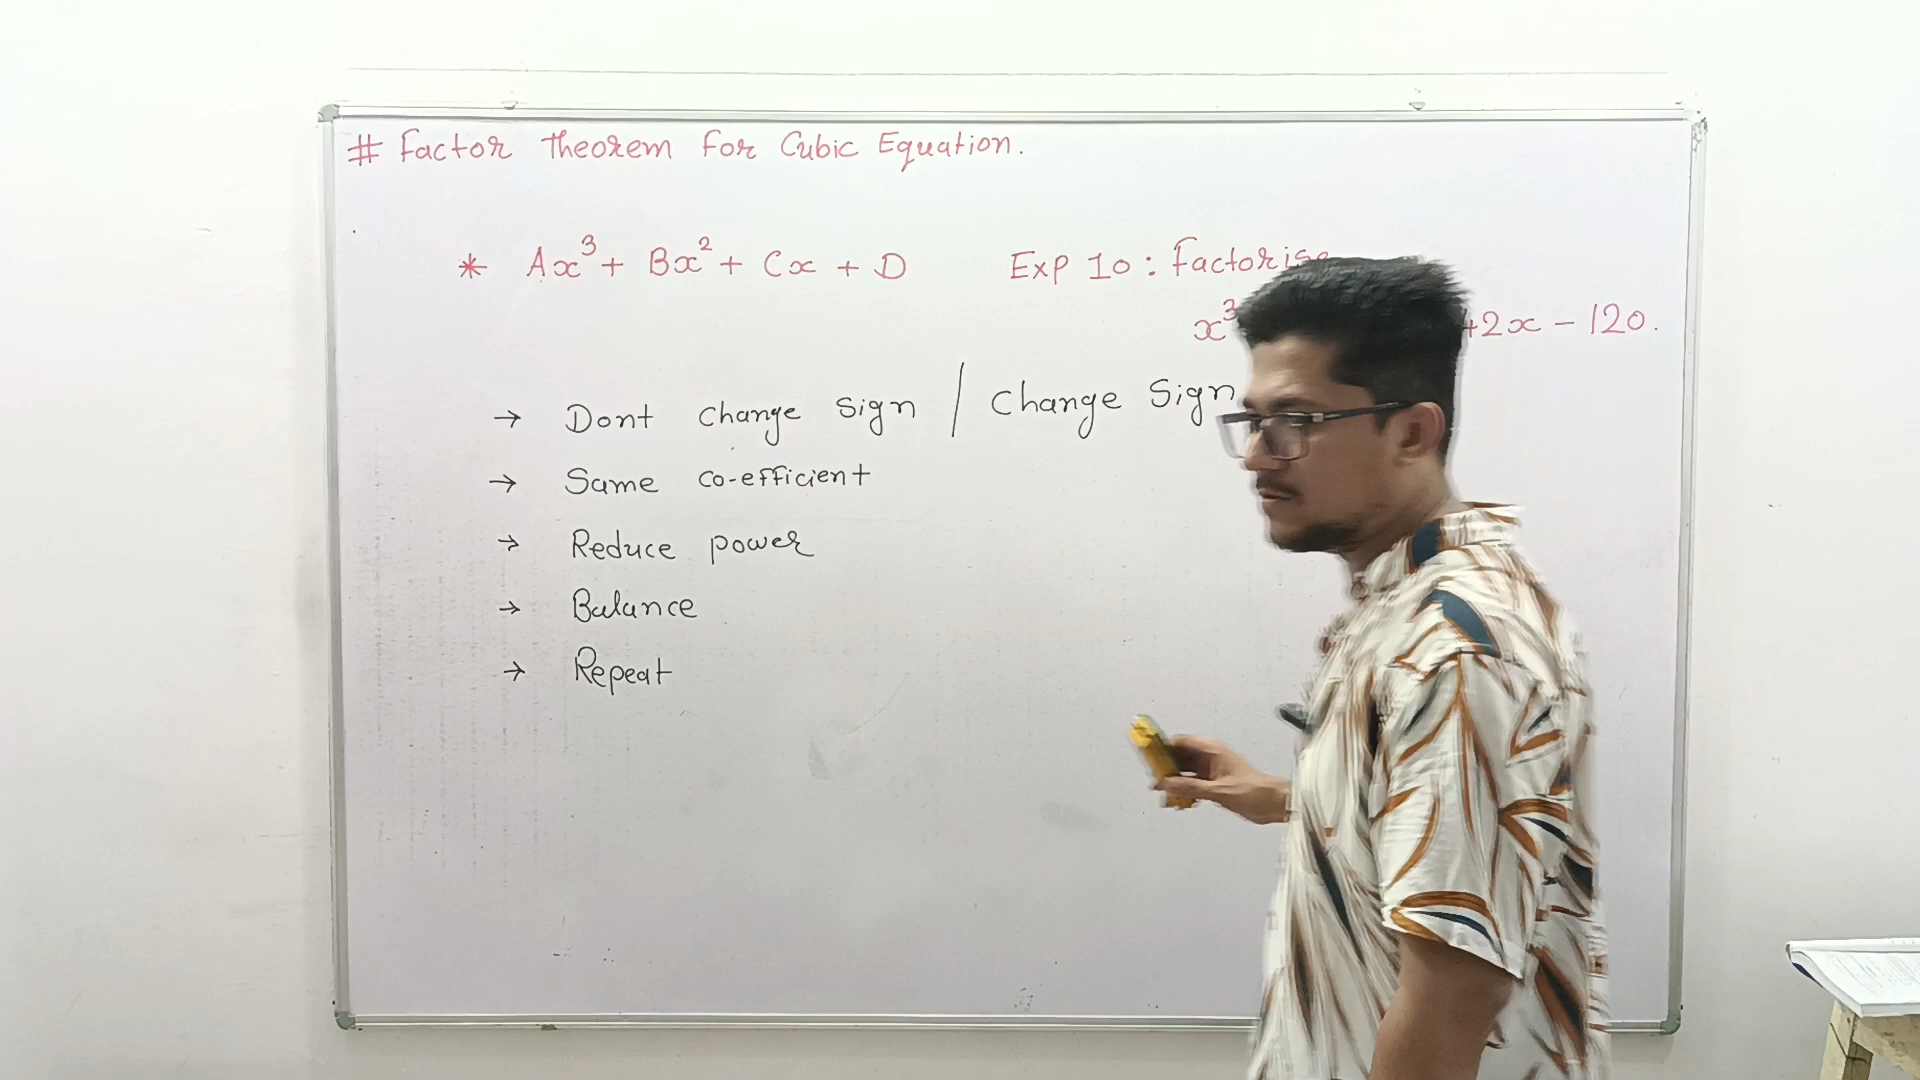 # Factor Theorem For Cubic Equation.
* Ax³ + Bx² + Cx + D
Exp 10 : Factorise
x³ +2x - 120.
→ Dont change sign / change Sign
→ Same co-efficient
→ Reduce power
→ Balance
→ Repeat